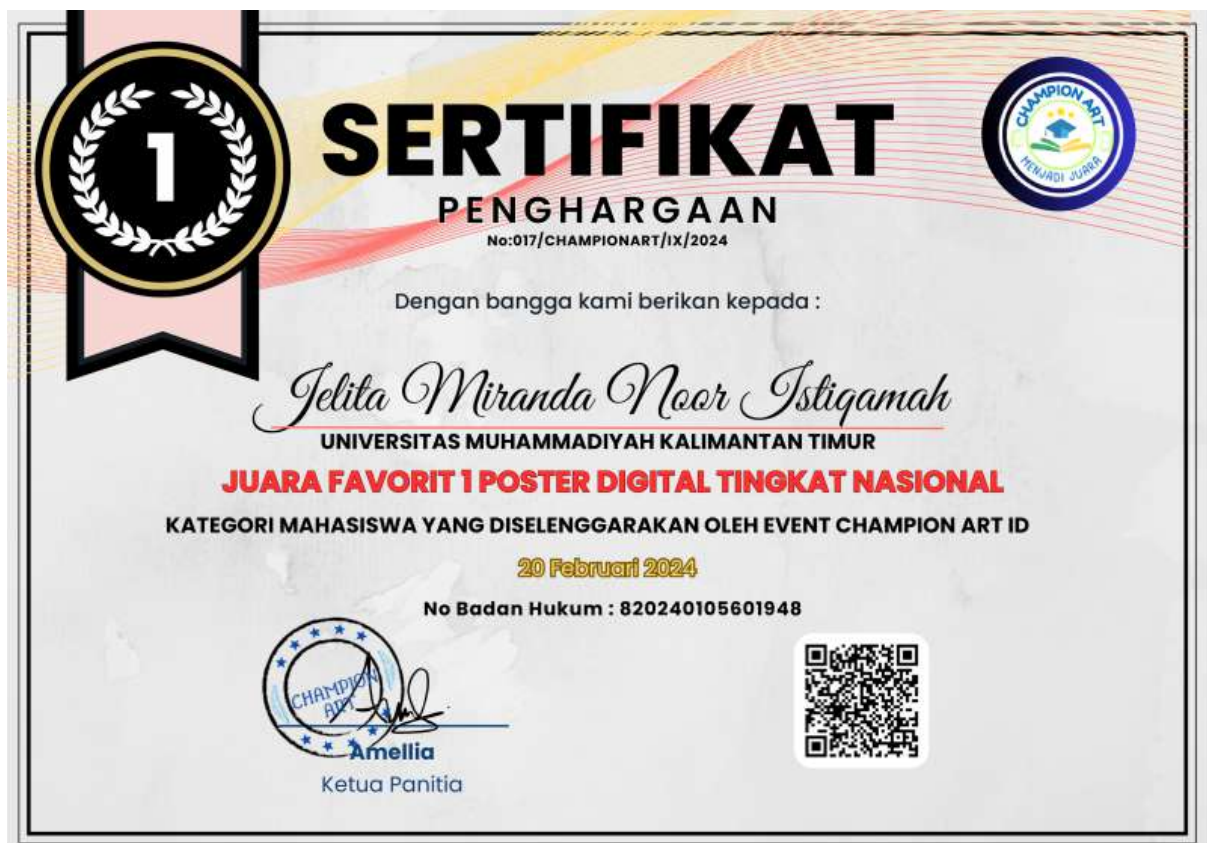 1
SERTIFIKAT
CHAMPION ART
MENJADI JUARA
PENGHARGAAN
No:017/CHAMPIONART/IX/2024
Dengan bangga kami berikan kepada :
Jelita Miranda Noor Istiqamah
UNIVERSITAS MUHAMMADIYAH KALIMANTAN TIMUR
JUARA FAVORIT 1 POSTER DIGITAL TINGKAT NASIONAL
KATEGORI MAHASISWA YANG DISELENGGARAKAN OLEH EVENT CHAMPION ART ID
20 Februari 2024
No Badan Hukum : 820240105601948
CHAMPION
ART
Amellia
Ketua Panitia